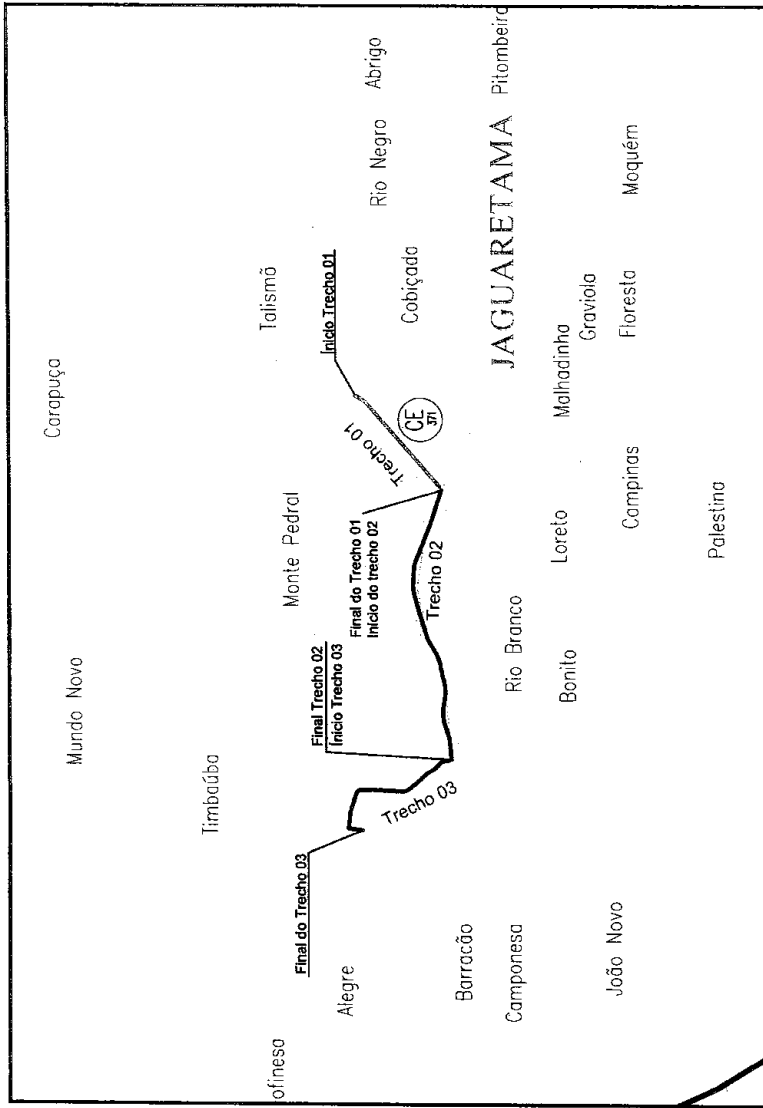 Carapuça
Mundo Novo
Talismã
Monte Pedral
Timbaúba
ofinesa
Início Trecho 01
Abrigo
Rio Negro
Final do Trecho 01
Início do trecho 02
Final Trecho 02
Início Trecho 03
Final do Trecho 03
Alegre
Trecho 01
CE
371
Cobiçada
Trecho 02
Trecho 03
JAGUARETAMA
Pitombeira
Barracão
Rio Branco
Camponesa
Malhadinha
Graviola
Loreto
Bonito
Moquém
Floresta
Campinas
João Novo
Palestina